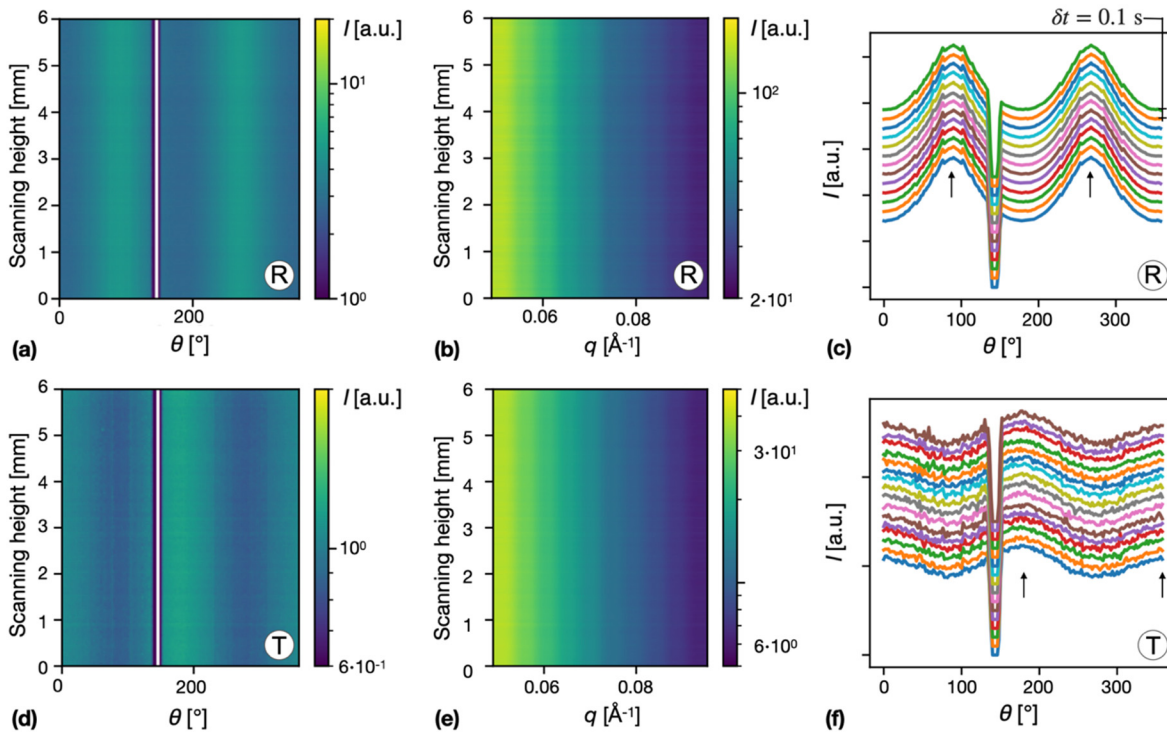 6
5
4
3
2
1
0
Scanning height [mm]
0
200
θ [°]
R
I [a.u.]
10¹
10⁰
(a)
6
5
4
3
2
1
0
Scanning height [mm]
0.06
0.08
q [Å⁻¹]
R
I [a.u.]
10²
2·10¹
(b)
δt = 0.1 s
I [a.u.]
0
100
200
300
θ [°]
R
(c)
6
5
4
3
2
1
0
Scanning height [mm]
0
200
θ [°]
T
I [a.u.]
10⁰
6·10⁻¹
(d)
6
5
4
3
2
1
0
Scanning height [mm]
0.06
0.08
q [Å⁻¹]
I [a.u.]
3·10¹
6·10⁰
(e)
I [a.u.]
0
100
200
300
θ [°]
T
(f)